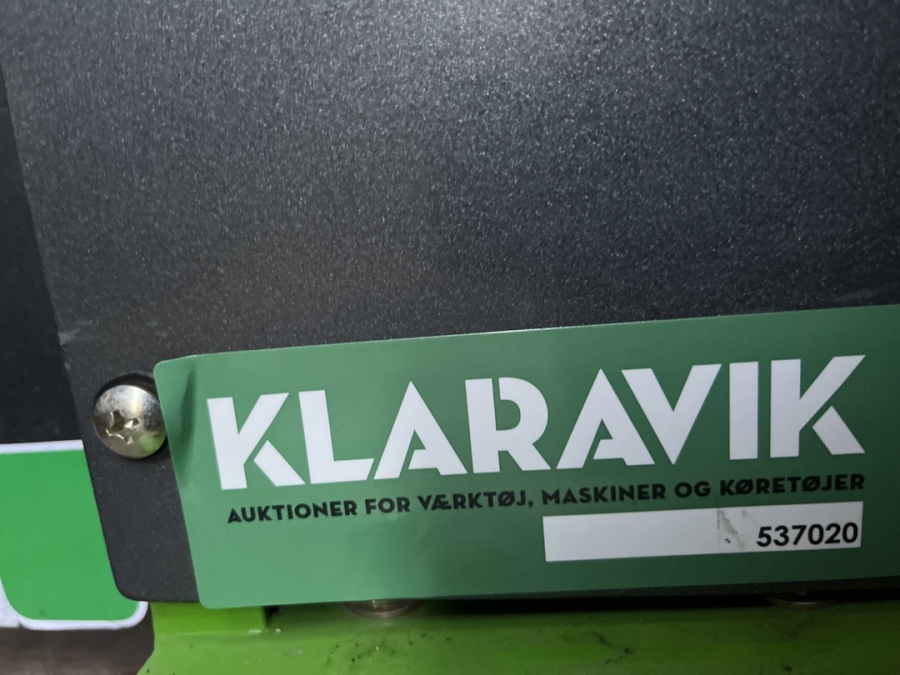 KLARAVIK
AUKTIONER FOR VÆRKTØJ, MASKINER OG KØRETØJER
537020